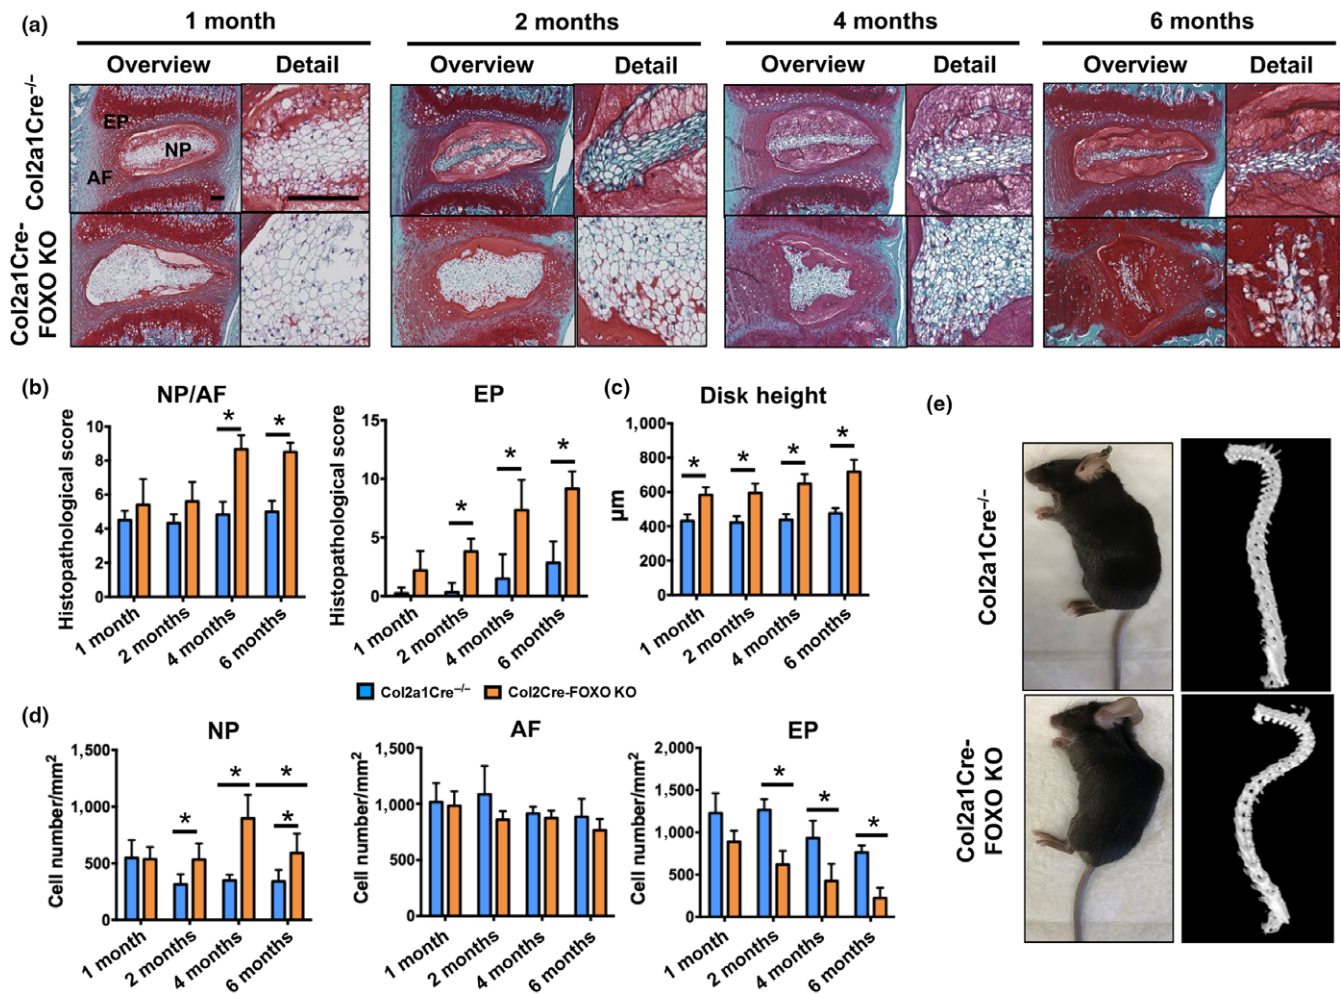 (a)
1 month
2 months
4 months
6 months
Overview Detail
Overview Detail
Overview Detail
Overview Detail
Col2a1Cre–/–
EP
NP
AF
Col2a1Cre-
FOXO KO
(b)
NP/AF
Histopathological score
10
8
6
4
2
0
1 month
2 months
4 months
6 months
* *
EP
Histopathological score
15
10
5
0
1 month
2 months
4 months
6 months
* * *
(c)
Disk height
µm
1,000
800
600
400
200
0
1 month
2 months
4 months
6 months
* * * *
Col2a1Cre–/– Col2Cre-FOXO KO
(d)
NP
Cell number/mm2
1,500
1,000
500
0
1 month
2 months
4 months
6 months
* * * *
AF
Cell number/mm2
1,500
1,000
500
0
1 month
2 months
4 months
6 months
EP
Cell number/mm2
2,000
1,500
1,000
500
0
1 month
2 months
4 months
6 months
* * *
(e)
Col2a1Cre–/–
Col2a1Cre-
FOXO KO